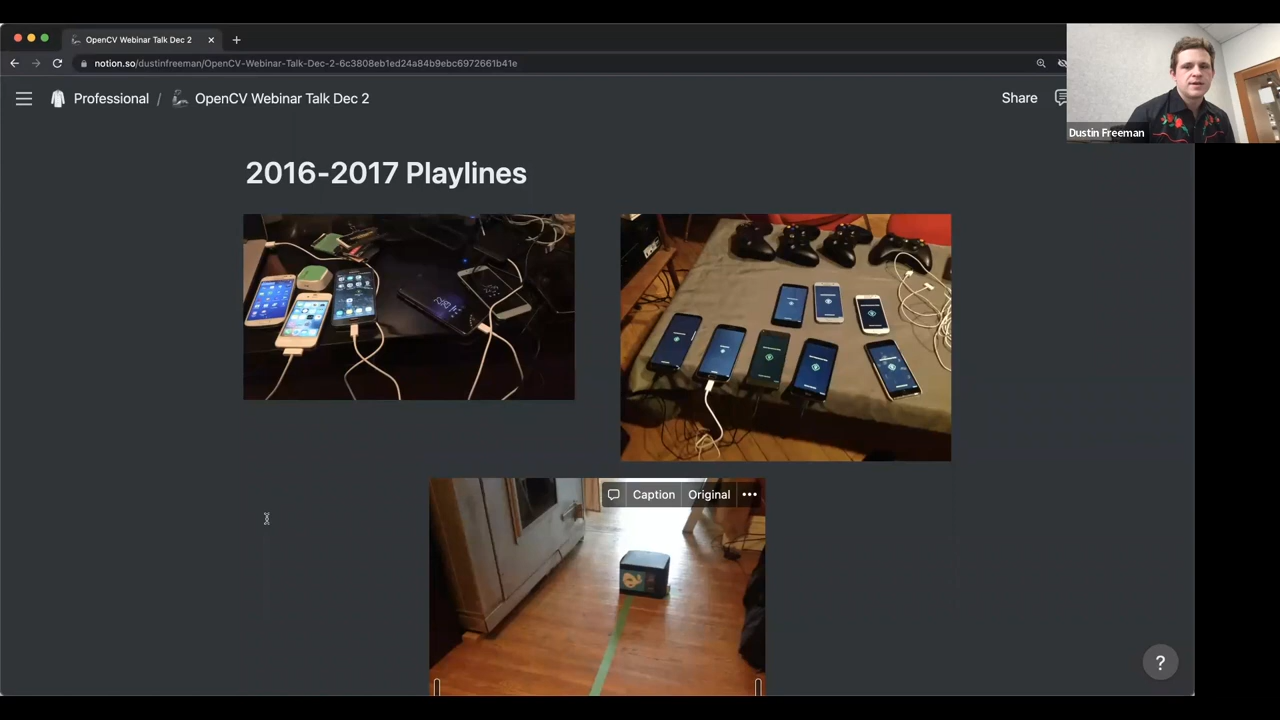 OpenCV Webinar Talk Dec 2
notion.so/dustinfreeman/OpenCV-Webinar-Talk-Dec-2-6c3808eb1ed24a84b9ebc6972661b41e
Professional / OpenCV Webinar Talk Dec 2
Share
Dustin Freeman
2016-2017 Playlines
Caption Original
?